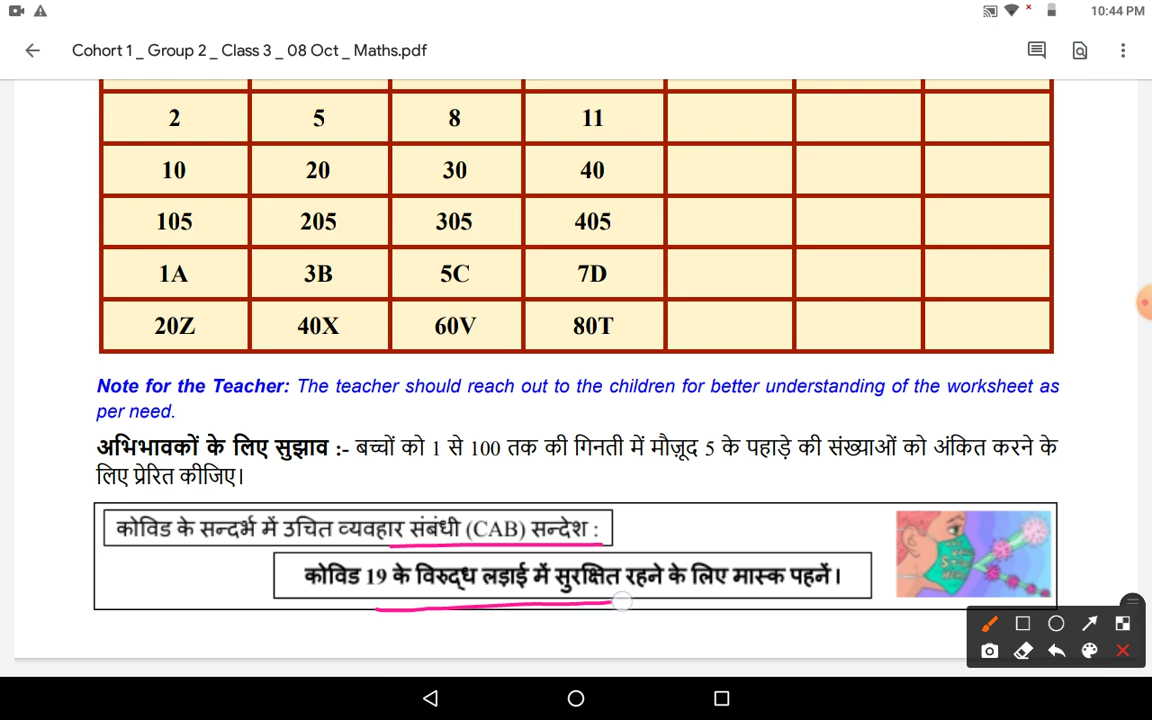 10:44 PM
Cohort 1 _ Group 2 _ Class 3 _ 08 Oct _ Maths.pdf
2 5 8 11
10 20 30 40
105 205 305 405
1A 3B 5C 7D
20Z 40X 60V 80T
Note for the Teacher: The teacher should reach out to the children for better understanding of the worksheet as
per need.
अभिभावकों के लिए सुझाव :- बच्चों को 1 से 100 तक की गिनती में मौज़ूद 5 के पहाड़े की संख्याओं को अंकित करने के
लिए प्रेरित कीजिए।
कोविड के सन्दर्भ में उचित व्यवहार संबंधी (CAB) सन्देश :
कोविड 19 के विरुद्ध लड़ाई में सुरक्षित रहने के लिए मास्क पहनें।